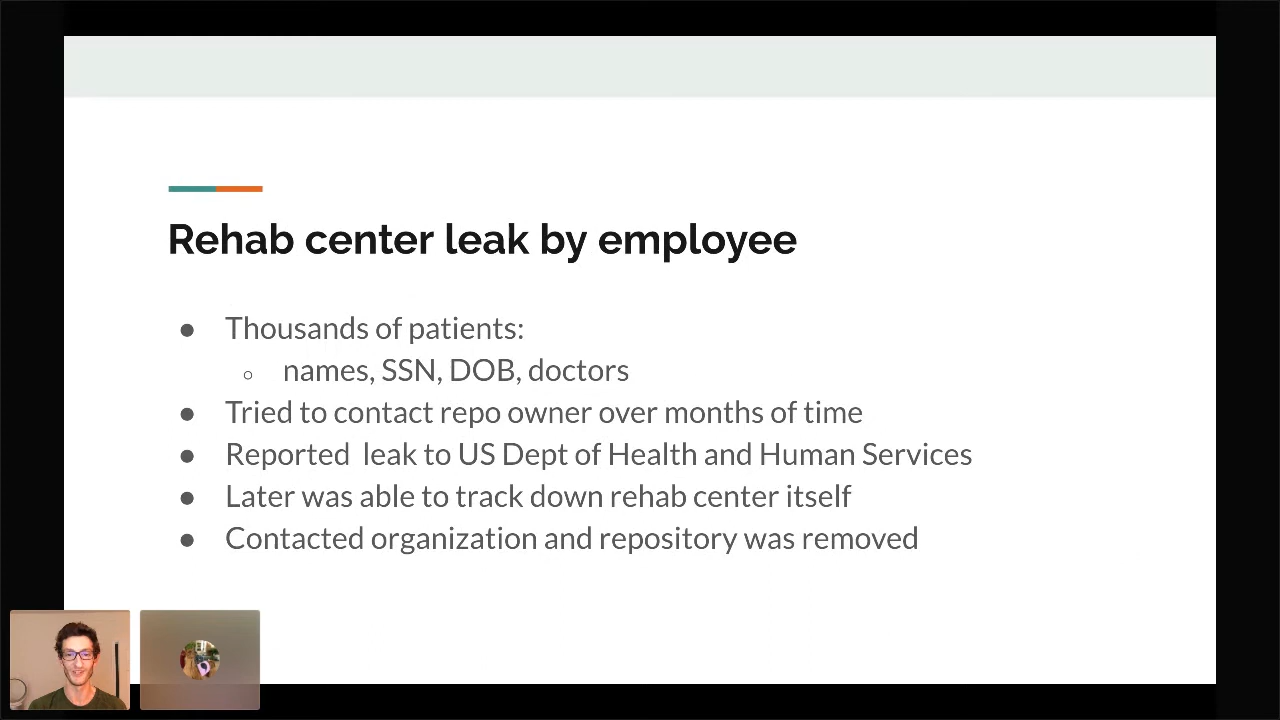 Rehab center leak by employee
● Thousands of patients:
○ names, SSN, DOB, doctors
● Tried to contact repo owner over months of time
● Reported  leak to US Dept of Health and Human Services
● Later was able to track down rehab center itself
● Contacted organization and repository was removed